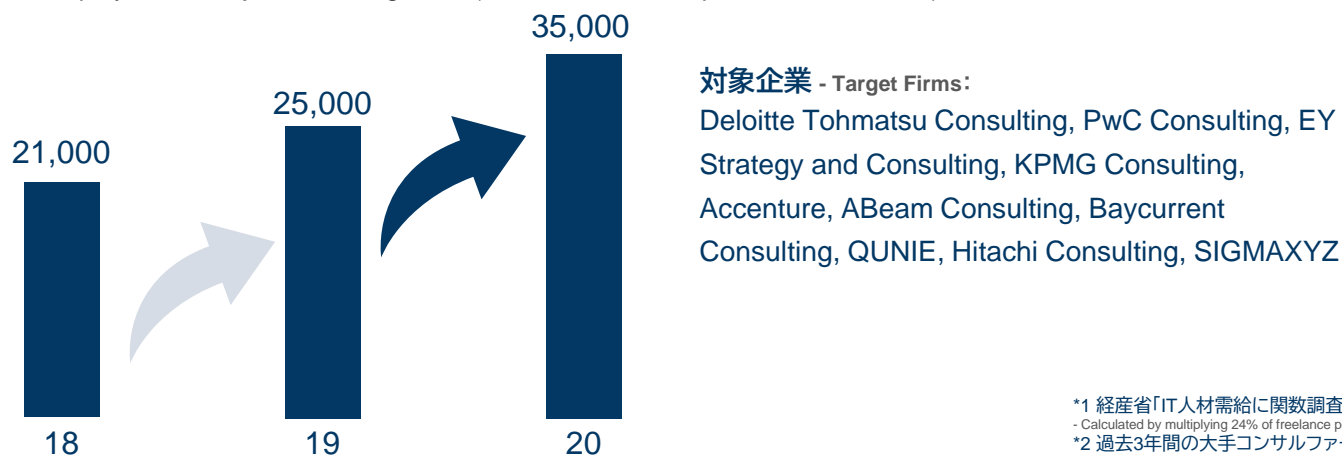 35,000
25,000
21,000
18
19
20
対象企業 - Target Firms：
Deloitte Tohmatsu Consulting, PwC Consulting, EY
Strategy and Consulting, KPMG Consulting,
Accenture, ABeam Consulting, Baycurrent
Consulting, QUNIE, Hitachi Consulting, SIGMAXYZ
*1 経産省「IT人材需給に関数調査
- Calculated by multiplying 24% of freelance p
*2 過去3年間の大手コンサルファ